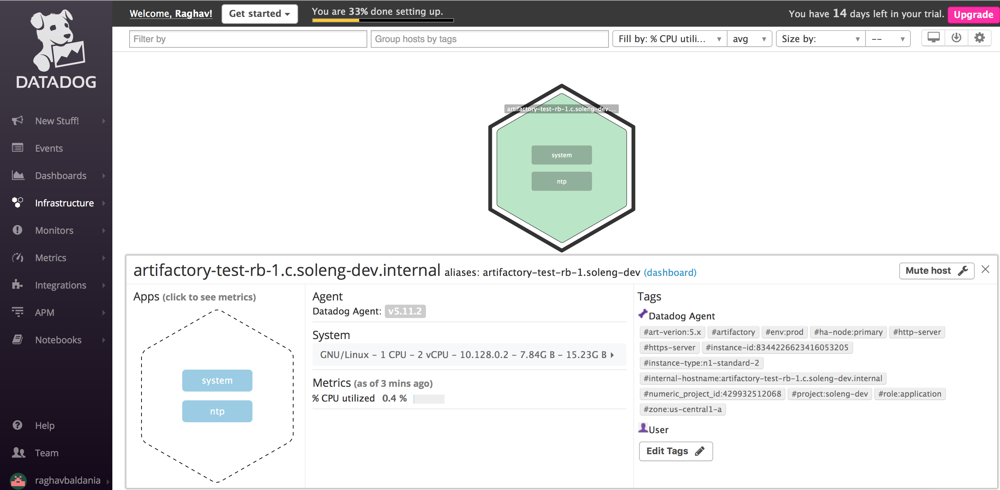 DATADOG
New Stuff!
Events
Dashboards
Infrastructure
Monitors
Metrics
Integrations
APM
Notebooks
Help
Team
raghavbaldania
Welcome, Raghav!
Get started
You are 33% done setting up.
You have 14 days left in your trial.
Upgrade
Filter by
Group hosts by tags
Fill by: % CPU utili...
avg
Size by:
--
artifactory-test-rb-1.c.soleng-dev....
system
ntp
artifactory-test-rb-1.c.soleng-dev.internal aliases: artifactory-test-rb-1.soleng-dev (dashboard)
Mute host
Apps (click to see metrics)
system
ntp
Agent
Datadog Agent: v5.11.2
System
GNU/Linux - 1 CPU - 2 vCPU - 10.128.0.2 - 7.84G B - 15.23G B
Metrics (as of 3 mins ago)
% CPU utilized 0.4 %
Tags
Datadog Agent
#art-verion:5.x #artifactory #env:prod #ha-node:primary #http-server
#https-server #instance-id:8344226623416053205
#instance-type:n1-standard-2
#internal-hostname:artifactory-test-rb-1.c.soleng-dev.internal
#numeric_project_id:429932512068 #project:soleng-dev #role:application
#zone:us-central1-a
User
Edit Tags